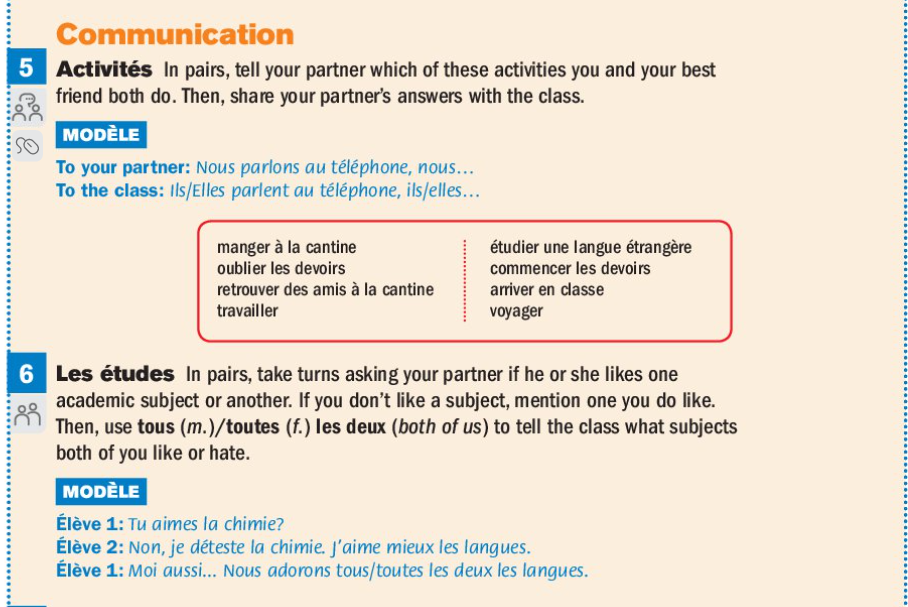 Communication
5 Activités In pairs, tell your partner which of these activities you and your best
friend both do. Then, share your partner's answers with the class.
MODÈLE
To your partner: Nous parlons au téléphone, nous…
To the class: Ils/Elles parlent au téléphone, ils/elles…
manger à la cantine
oublier les devoirs
retrouver des amis à la cantine
travailler
étudier une langue étrangère
commencer les devoirs
arriver en classe
voyager
6 Les études In pairs, take turns asking your partner if he or she likes one
academic subject or another. If you don't like a subject, mention one you do like.
Then, use tous (m.)/toutes (f.) les deux (both of us) to tell the class what subjects
both of you like or hate.
MODÈLE
Élève 1: Tu aimes la chimie?
Élève 2: Non, je déteste la chimie. J'aime mieux les langues.
Élève 1: Moi aussi... Nous adorons tous/toutes les deux les langues.